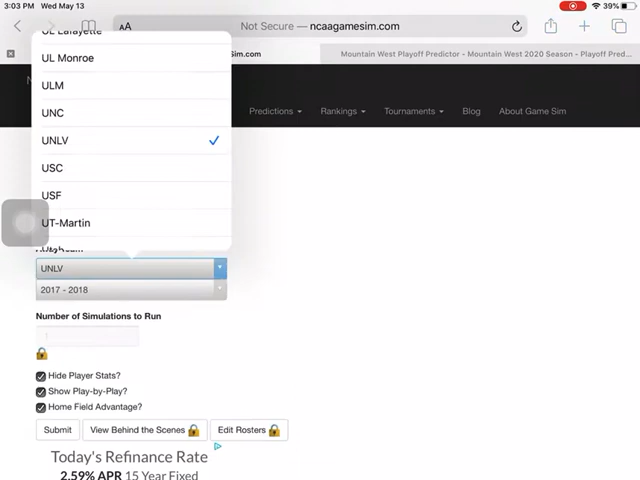 3:03 PM Wed May 13
39%
AA
Not Secure — ncaagamesim.com
Sim.com
Mountain West Playoff Predictor - Mountain West 2020 Season - Playoff Pred...
N
Predictions
Rankings
Tournaments
Blog
About Game Sim
UL Lafayette
UL Monroe
ULM
UNC
UNLV
USC
USF
UT-Martin
UNLV
2017 - 2018
Number of Simulations to Run
Hide Player Stats?
Show Play-by-Play?
Home Field Advantage?
Submit
View Behind the Scenes
Edit Rosters
Today's Refinance Rate
2.59% APR 15 Year Fixed